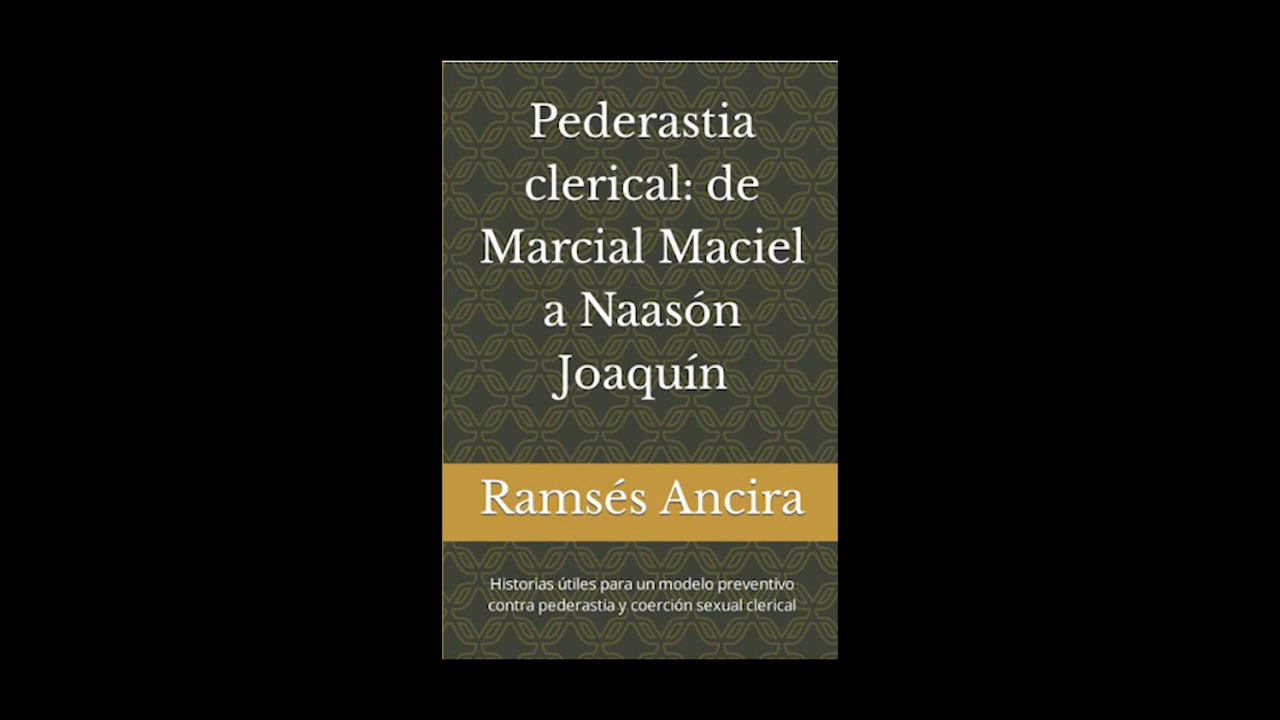 Pederastia
clerical: de
Marcial Maciel
a Naasón
Joaquín
Ramsés Ancira
Historias útiles para un modelo preventivo
contra pederastia y coerción sexual clerical